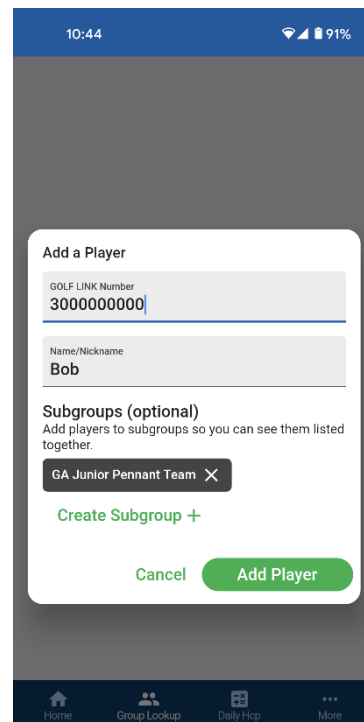 10:44 91%
Add a Player
GOLF LINK Number
3000000000
Name/Nickname
Bob
Subgroups (optional)
Add players to subgroups so you can see them listed
together.
GA Junior Pennant Team
Create Subgroup +
Cancel Add Player
Home Group Lookup Daily Hcp More